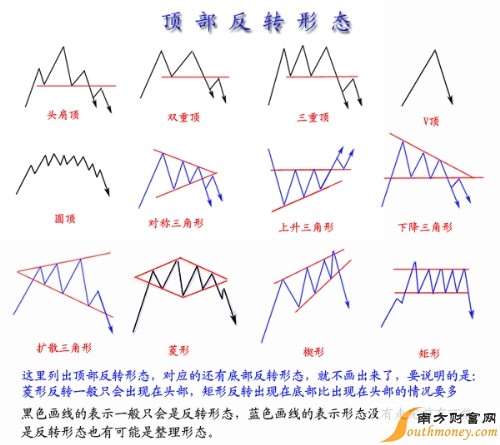 顶部反转形态
头肩顶
双重顶
三重顶
V顶
圆顶
对称三角形
上升三角形
下降三角形
扩散三角形
菱形
楔形
矩形
这里列出顶部反转形态，对应的还有底部反转形态，就不画出来了，要说明的是:
菱形反转一般只会出现在头部，矩形反转在底部比出现在头部的情况要多
黑色画线的表示一般只会是反转形态，蓝色画线的表示形态没有
是反转形态也有可能是整理形态。
南方财富网
outhmoney.com